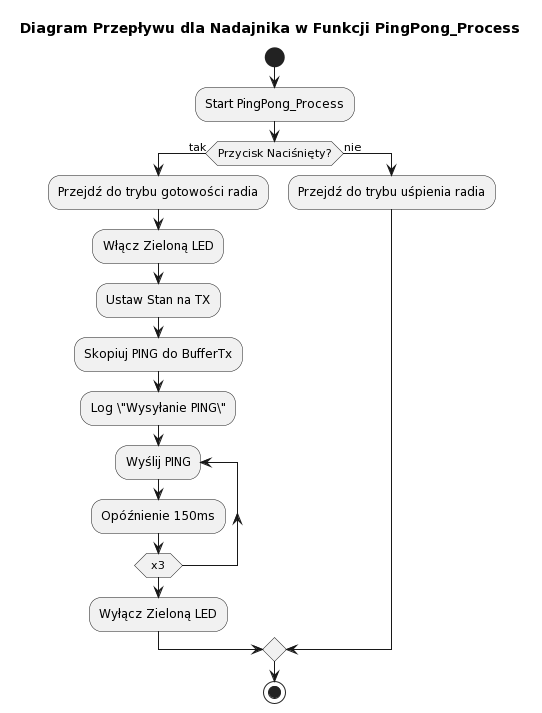 Diagram Przepływu dla Nadajnika w Funkcji PingPong_Process
Start PingPong_Process
tak
Przycisk Naciśnięty?
nie
Przejdź do trybu gotowości radia
Przejdź do trybu uśpienia radia
Włącz Zieloną LED
Ustaw Stan na TX
Skopiuj PING do BufferTx
Log \"Wysyłanie PING\"
Wyślij PING
Opóźnienie 150ms
x3
Wyłącz Zieloną LED